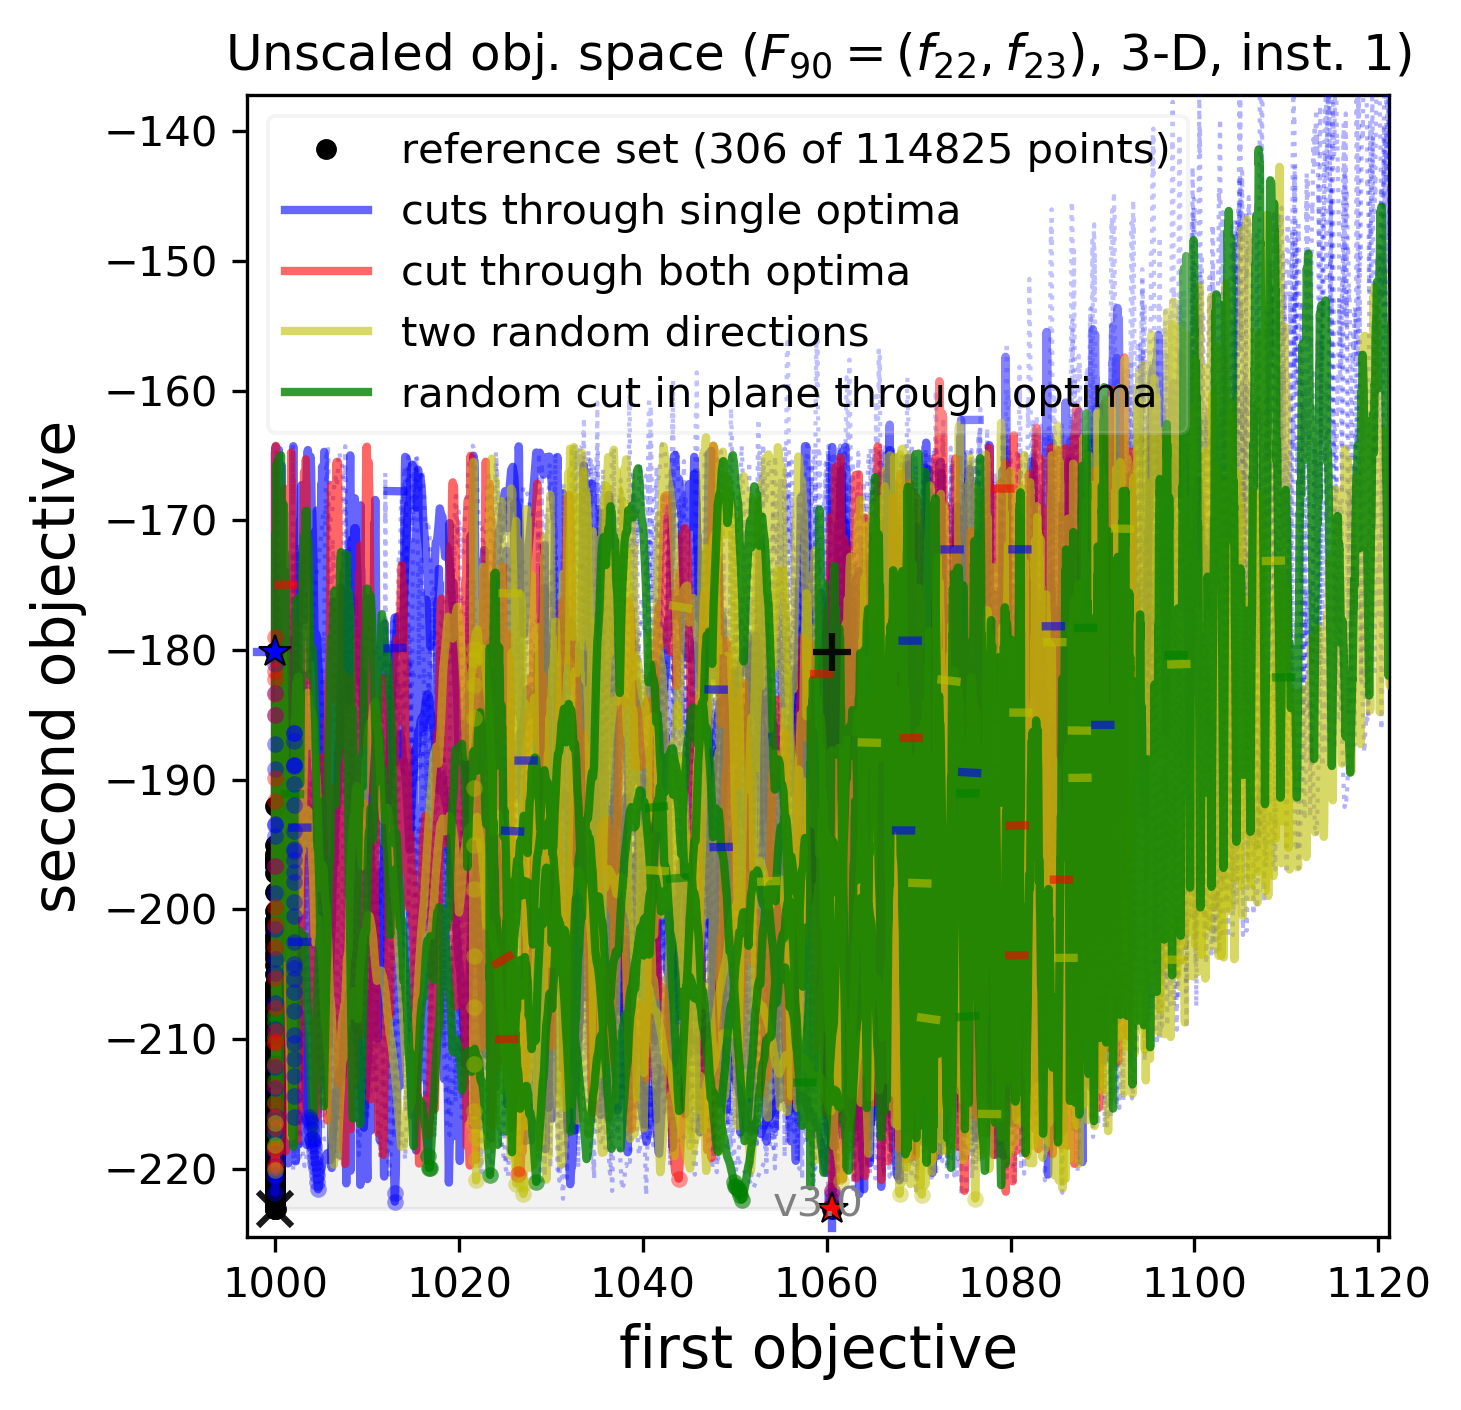 Unscaled obj. space (F90 = (f22, f23), 3-D, inst. 1)
reference set (306 of 114825 points)
cuts through single optima
cut through both optima
two random directions
random cut in plane through optima
−140
−150
−160
−170
−180
−190
−200
−210
−220
second objective
v3.0
1000
1020
1040
1060
1080
1100
1120
first objective